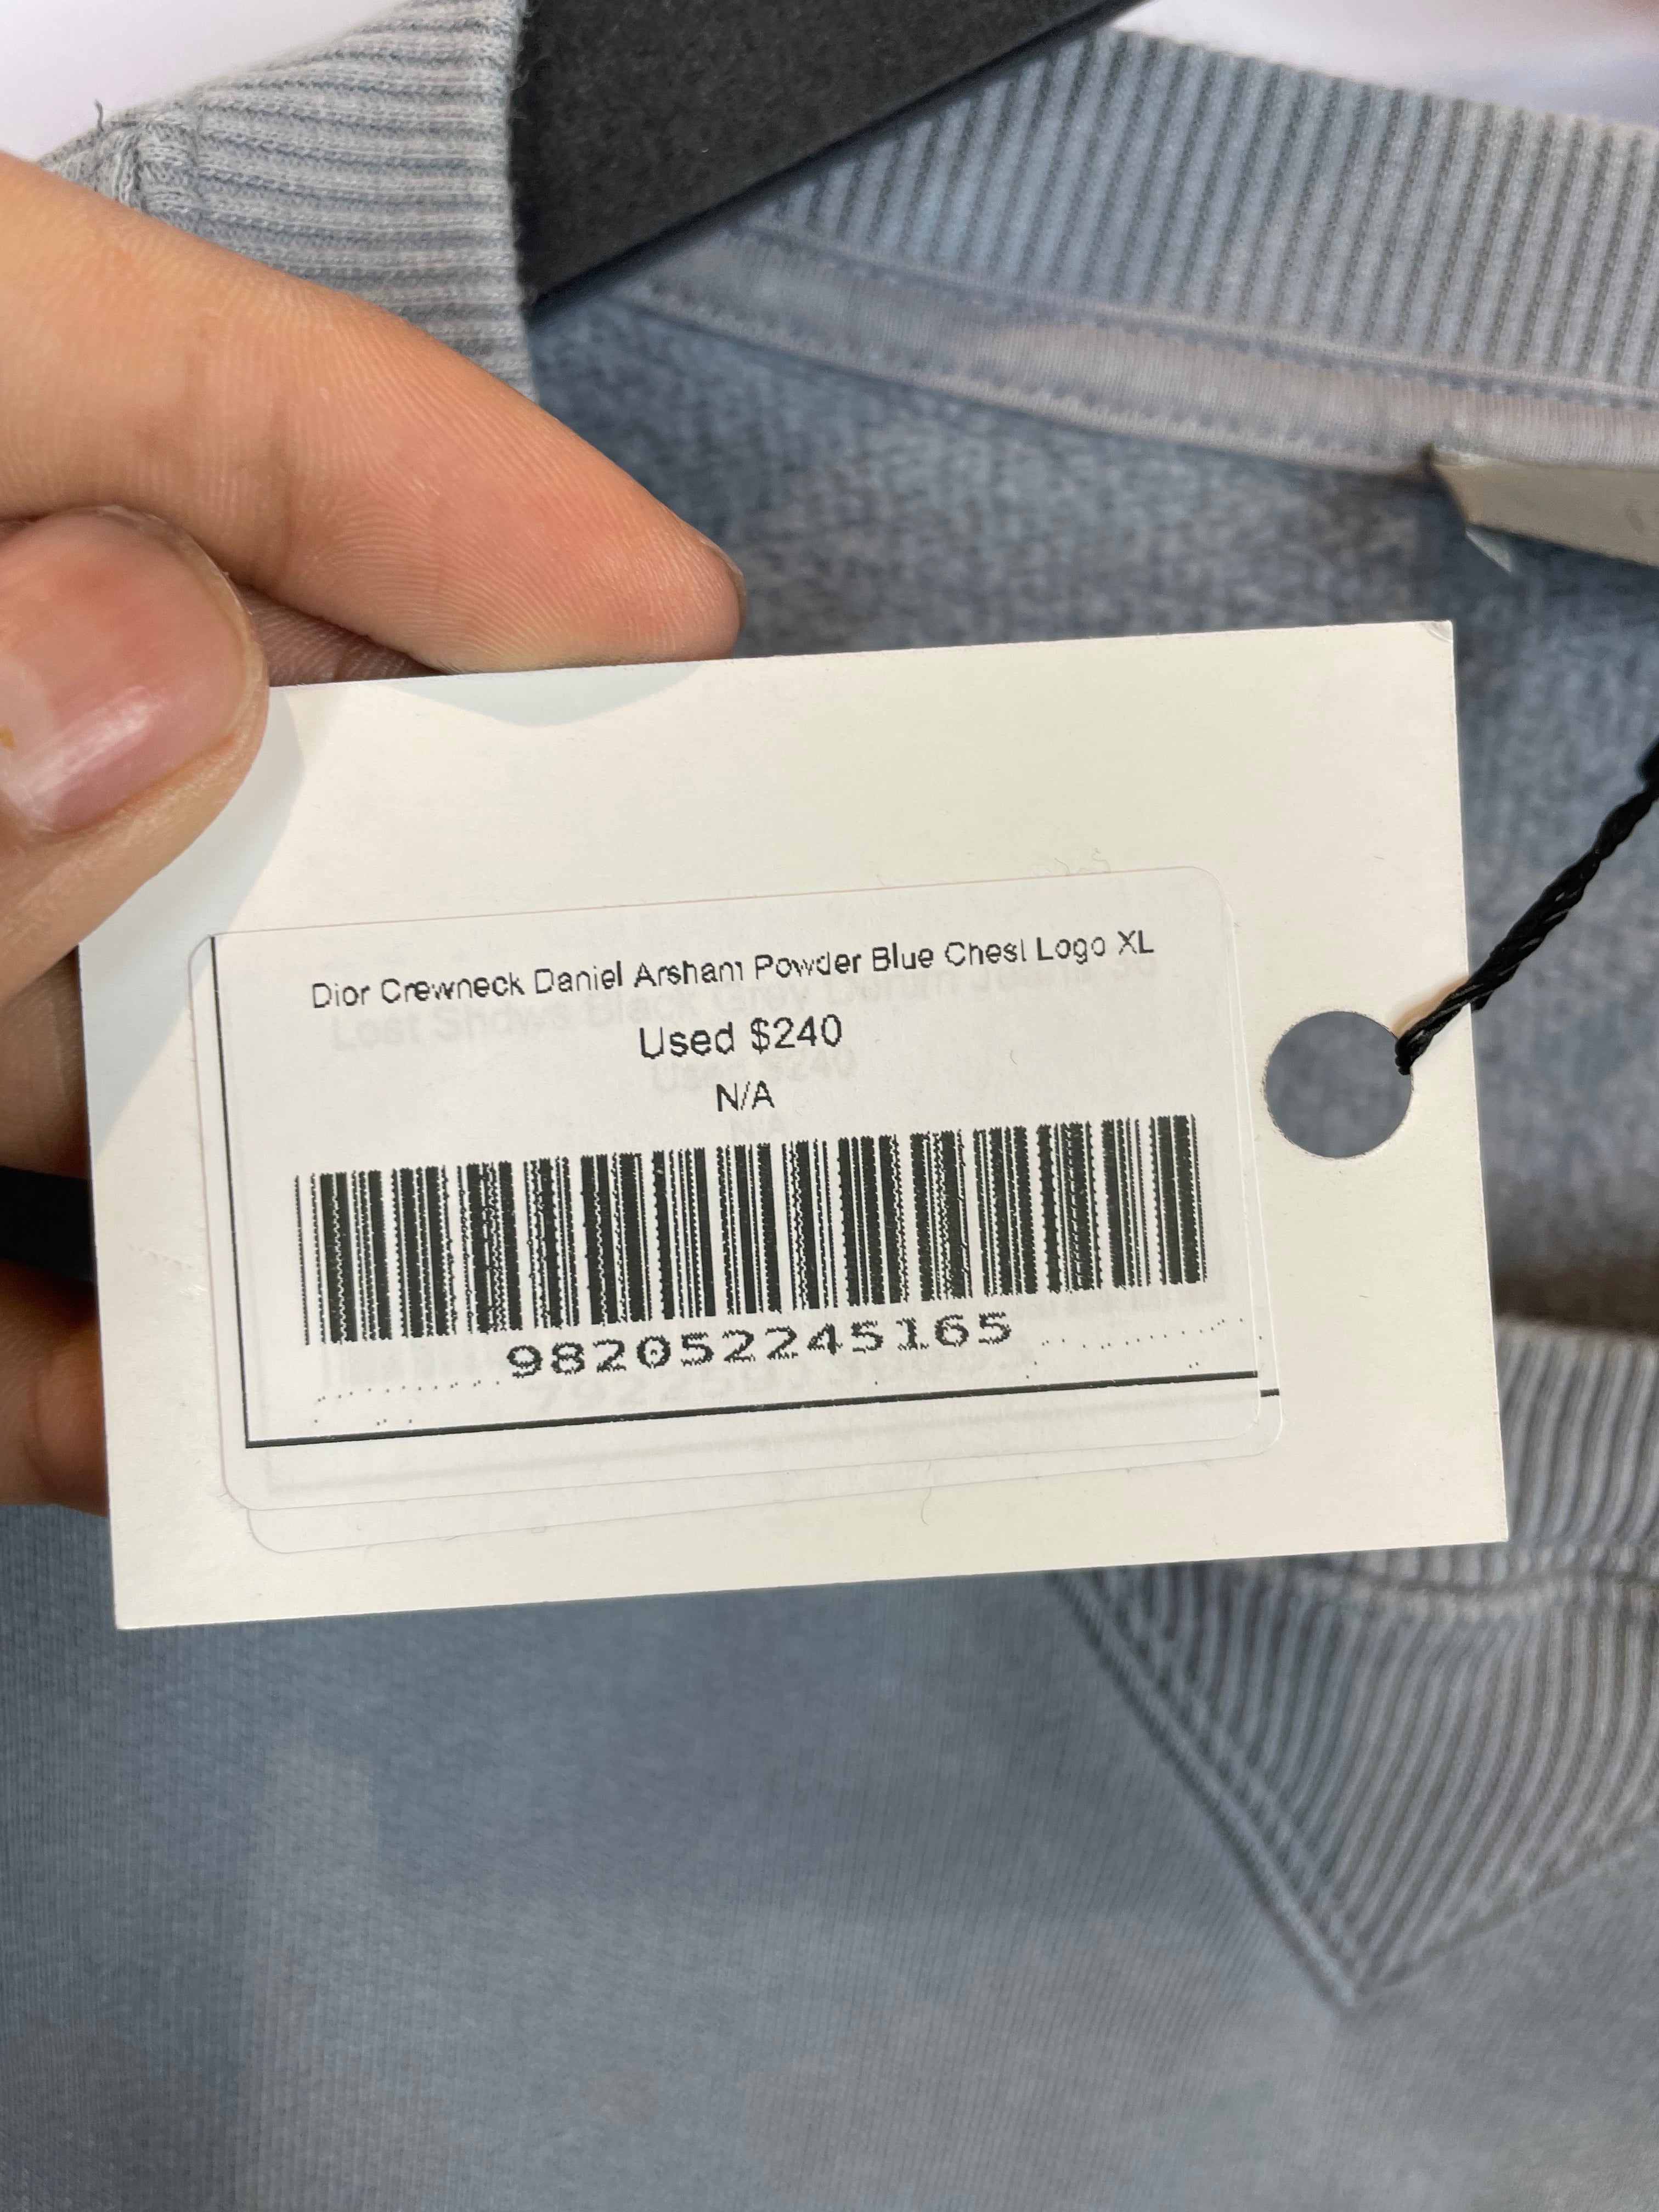 Dior Crewneck Daniel Arsham Powder Blue Chest Logo XL
Used $240
N/A
982052245165